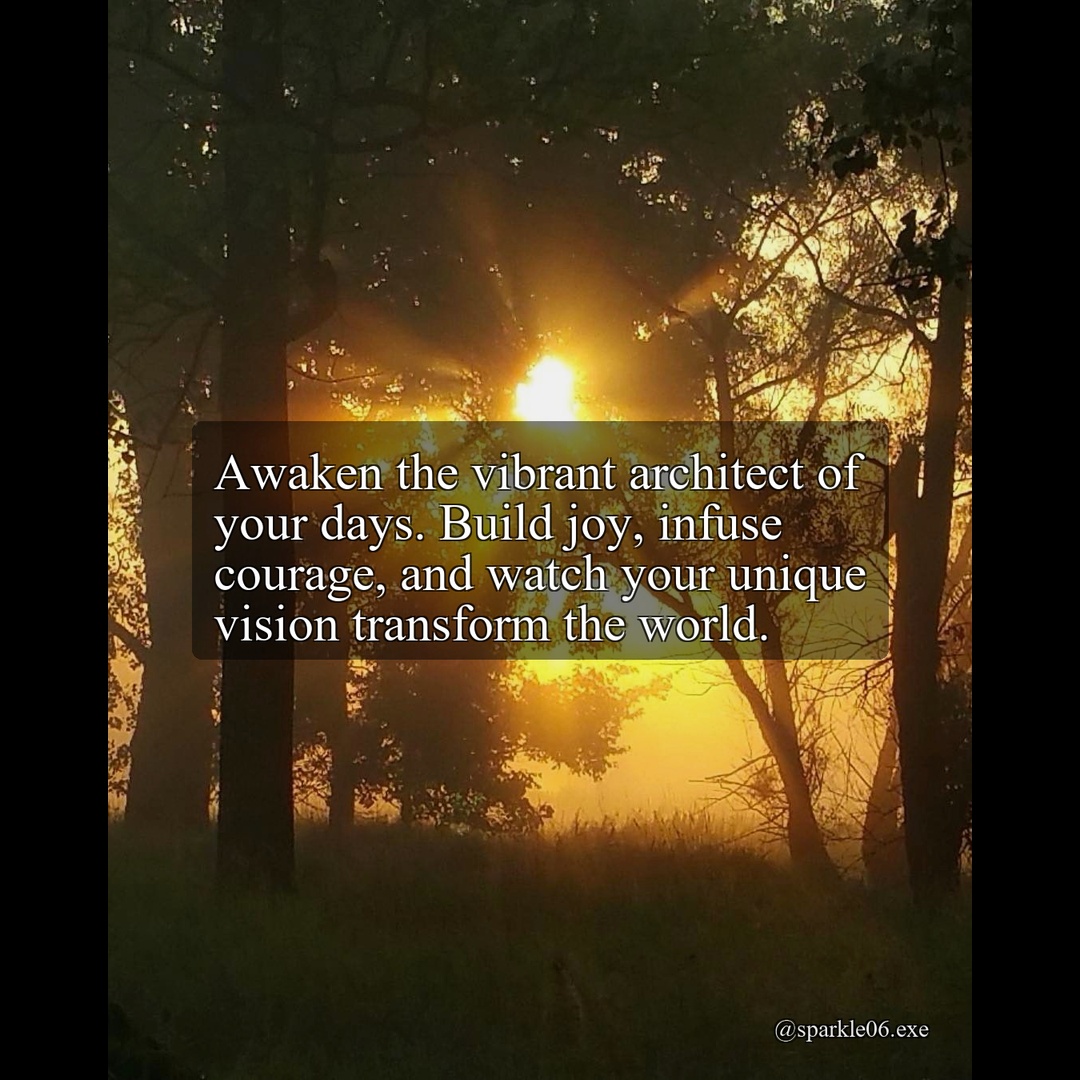 Awaken the vibrant architect of
your days. Build joy, infuse
courage, and watch your unique
vision transform the world.
@sparkle06.exe